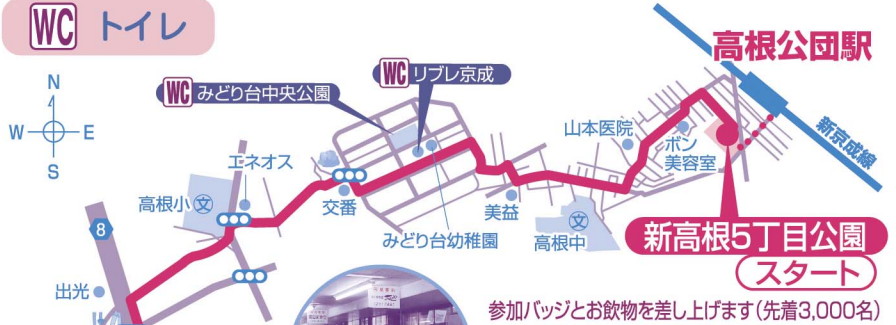 WC トイレ
高根公団駅
新京成線
N
W E
S
WC リブレ京成
WC みどり台中央公園
山本医院
ボン
美容室
エネオス
高根小 文
交番
みどり台幼稚園
美益
文
高根中
新高根5丁目公園
スタート
8
出光
参加バッジとお飲物を差し上げます(先着3,000名)